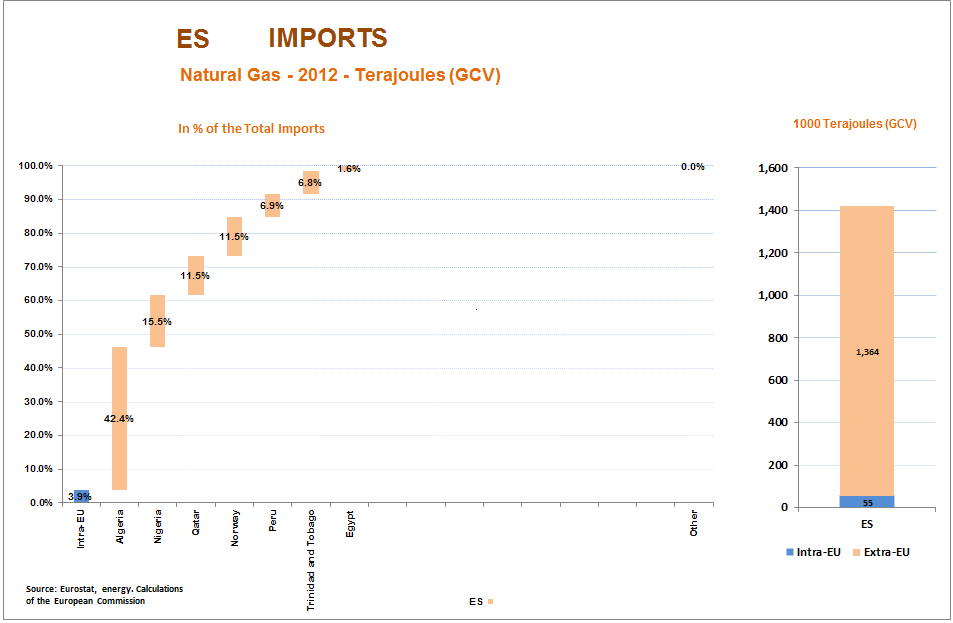 ES IMPORTS
Natural Gas - 2012 - Terajoules (GCV)
In % of the Total Imports
1000 Terajoules (GCV)
100.0%
90.0%
80.0%
70.0%
60.0%
50.0%
40.0%
30.0%
20.0%
10.0%
0.0%
3.9%
42.4%
15.5%
11.5%
11.5%
6.9%
6.8%
1.6%
0.0%
Intra-EU
Algeria
Nigeria
Qatar
Norway
Peru
Trinidad and Tobago
Egypt
Other
ES
1,600
1,400
1,200
1,000
800
600
400
200
0
1,364
55
ES
Intra-EU Extra-EU
Source: Eurostat, energy. Calculations
of the European Commission